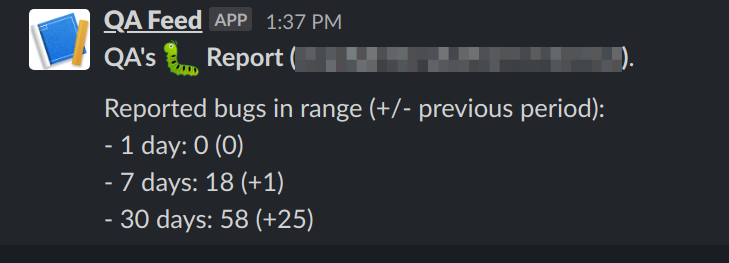 QA Feed APP 1:37 PM
QA's 🐛 Report ( ).
Reported bugs in range (+/- previous period):
- 1 day: 0 (0)
- 7 days: 18 (+1)
- 30 days: 58 (+25)